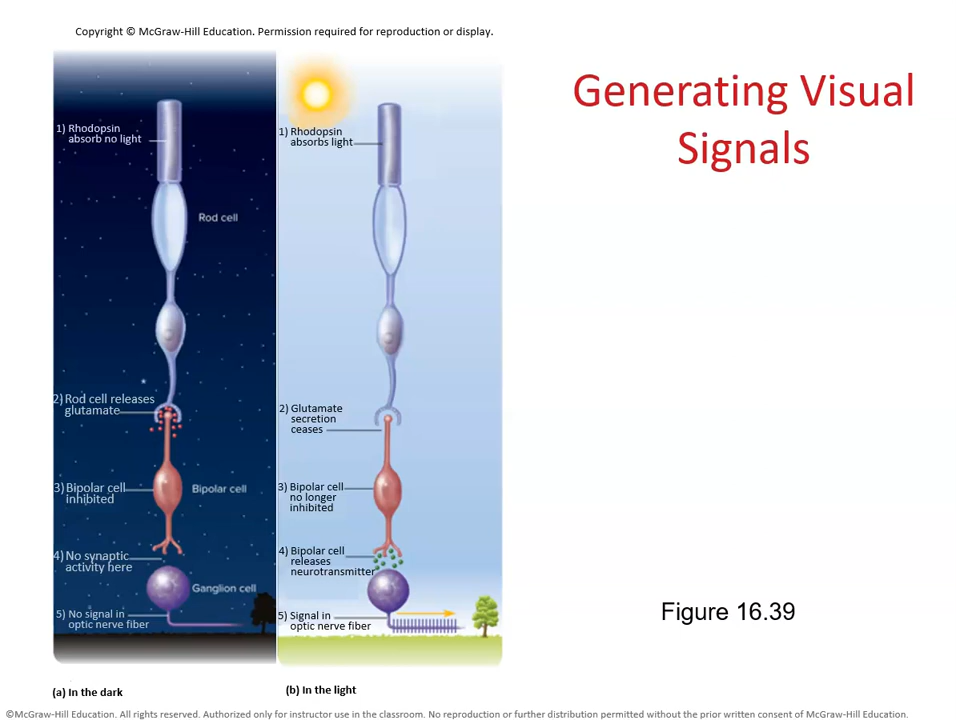 Copyright © McGraw-Hill Education. Permission required for reproduction or display.
Generating Visual
Signals
1) Rhodopsin
absorb no light
Rod cell
2) Rod cell releases
glutamate
3) Bipolar cell
inhibited
Bipolar cell
4) No synaptic
activity here
Ganglion cell
5) No signal in
optic nerve fiber
(a) In the dark
1) Rhodopsin
absorbs light
2) Glutamate
secretion
ceases
3) Bipolar cell
no longer
inhibited
4) Bipolar cell
releases
neurotransmitter
5) Signal in
optic nerve fiber
(b) In the light
Figure 16.39
©McGraw-Hill Education. All rights reserved. Authorized only for instructor use in the classroom. No reproduction or further distribution permitted without the prior written consent of McGraw-Hill Education.